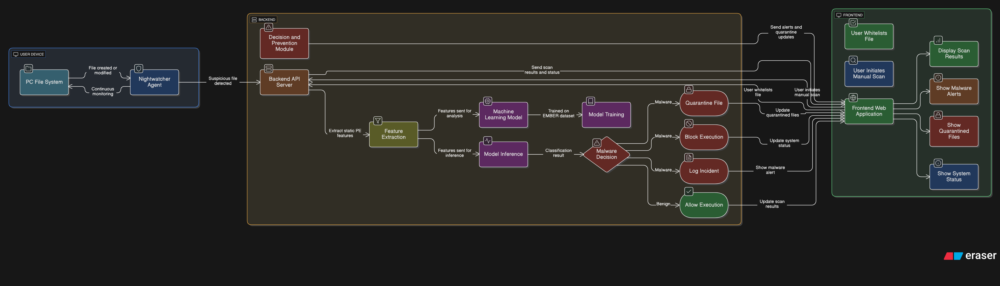 USER DEVICE
PC File System
File created or
modified
Continuous
monitoring
Nightwatcher
Agent
Suspicious file
detected
BACKEND
Decision and
Prevention
Module
Backend API
Server
Send scan
results and status
Extract static PE
features
Feature
Extraction
Features sent for
analysis
Features sent for
inference
Machine
Learning Model
Trained on
EMBER dataset
Model Training
Model Inference
Classification
result
Malware
Decision
Malware
Malware
Malware
Benign
Quarantine File
Block Execution
Log Incident
Allow Execution
Send alerts and
quarantine
updates
User whitelists
file
User initiates
manual scan
Update
quarantined files
Update system
status
Show malware
alert
Update scan
results
FRONTEND
User Whitelists
File
User Initiates
Manual Scan
Frontend Web
Application
Display Scan
Results
Show Malware
Alerts
Show
Quarantined
Files
Show System
Status
eraser